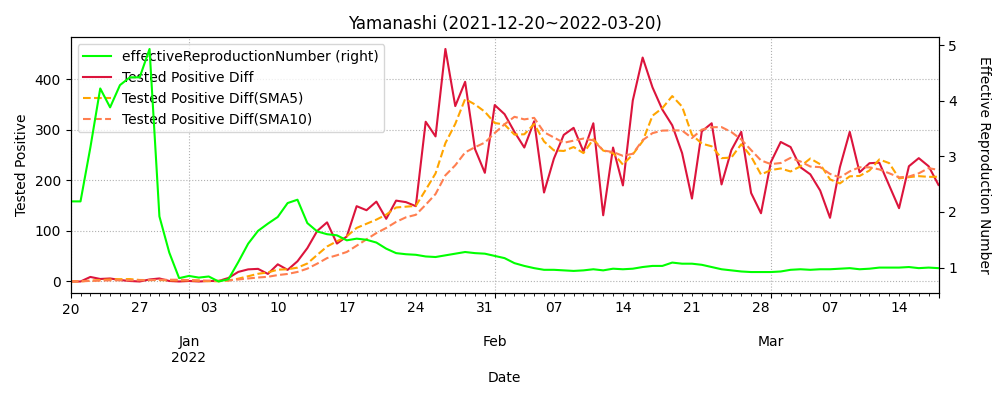 Yamanashi (2021-12-20~2022-03-20)
effectiveReproductionNumber (right)
Tested Positive Diff
Tested Positive Diff(SMA5)
Tested Positive Diff(SMA10)
Tested Positive
400
300
200
100
0
5
4
3
2
1
Effective Reproduction Number
20 27 03 10 17 24 31 07 14 21 28 07 14
Jan Feb Mar
2022
Date